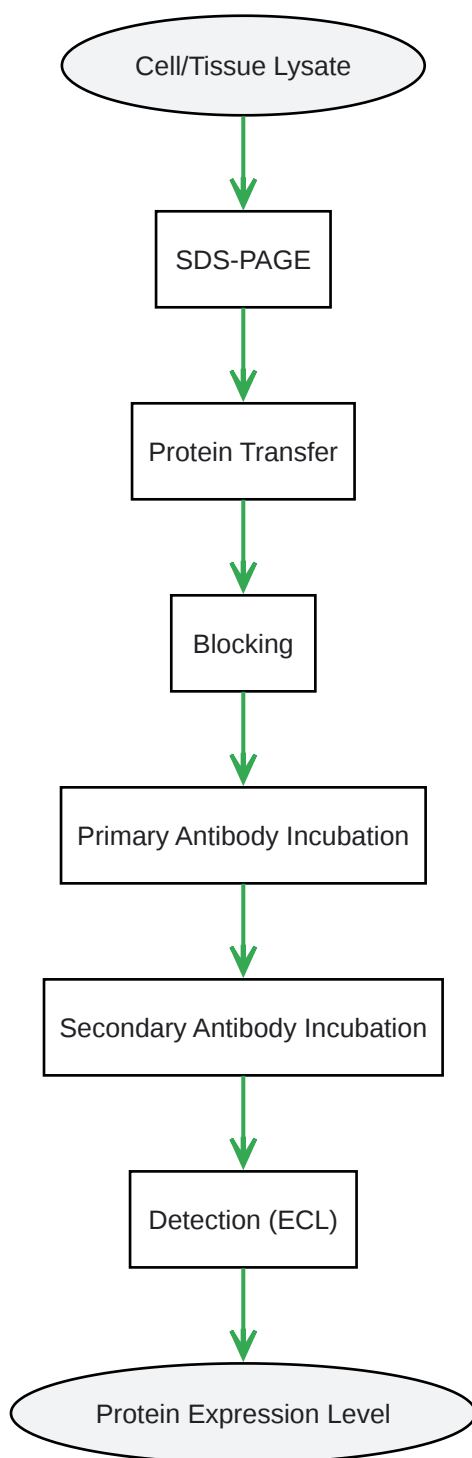 Cell/Tissue Lysate
SDS-PAGE
Protein Transfer
Blocking
Primary Antibody Incubation
Secondary Antibody Incubation
Detection (ECL)
Protein Expression Level